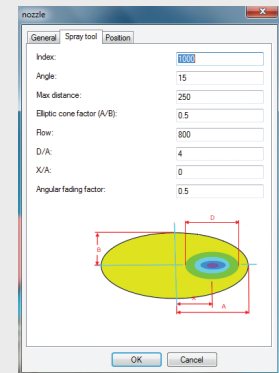 nozzle
General Spray tool Position
Index: 1000
Angle: 15
Max distance: 250
Elliptic cone factor (A/B): 0.5
Flow: 800
D/A: 4
X/A: 0
Angular fading factor: 0.5
D
B
X
A
OK Cancel